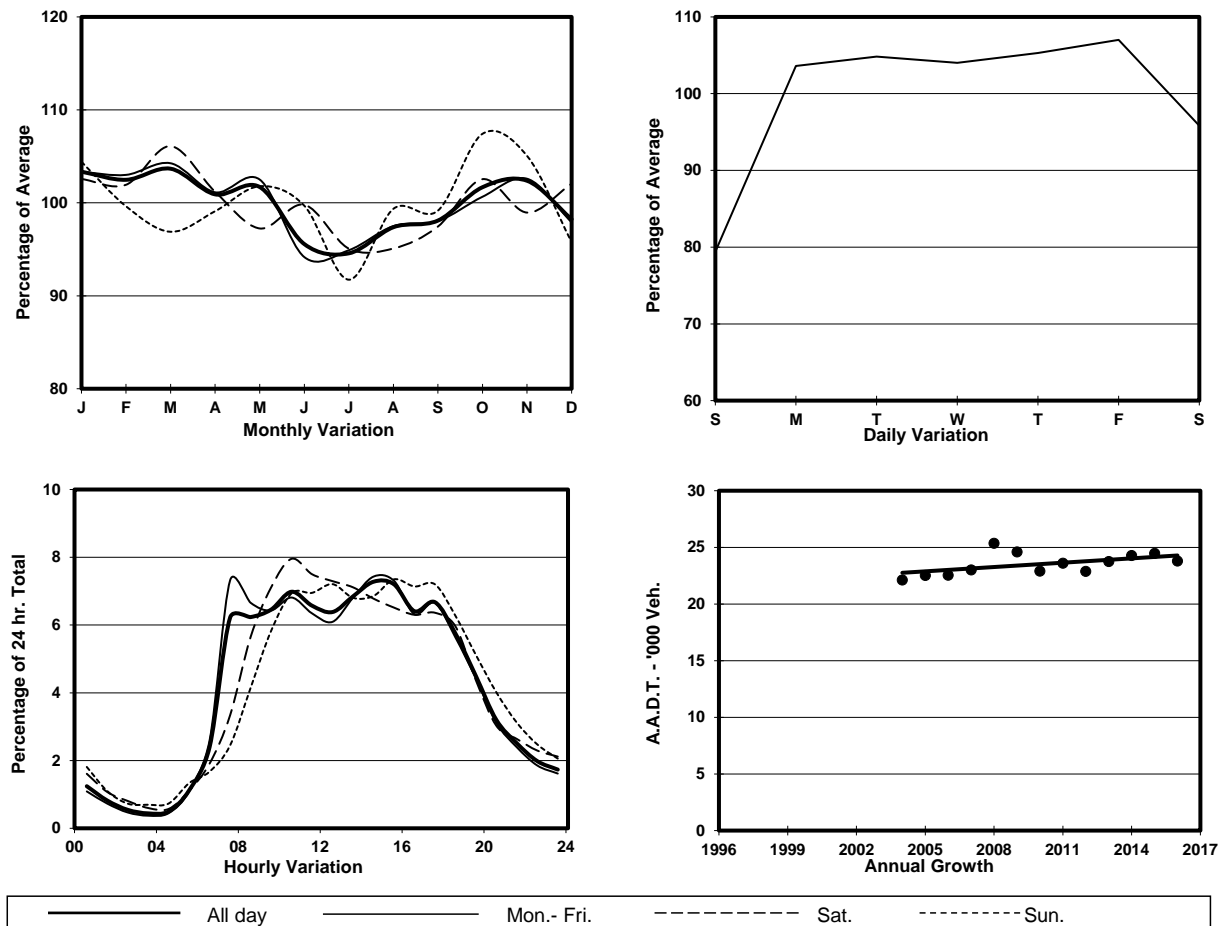 120
110
100
90
80
Percentage of Average
J F M A M J J A S O N D
Monthly Variation
110
100
90
80
70
60
Percentage of Average
S M T W T F S
Daily Variation
10
8
6
4
2
0
Percentage of 24 hr. Total
00 04 08 12 16 20 24
Hourly Variation
30
25
20
15
10
5
0
A.A.D.T. - '000 Veh.
1996 1999 2002 2005 2008 2011 2014 2017
Annual Growth
All day Mon.- Fri. Sat. Sun.